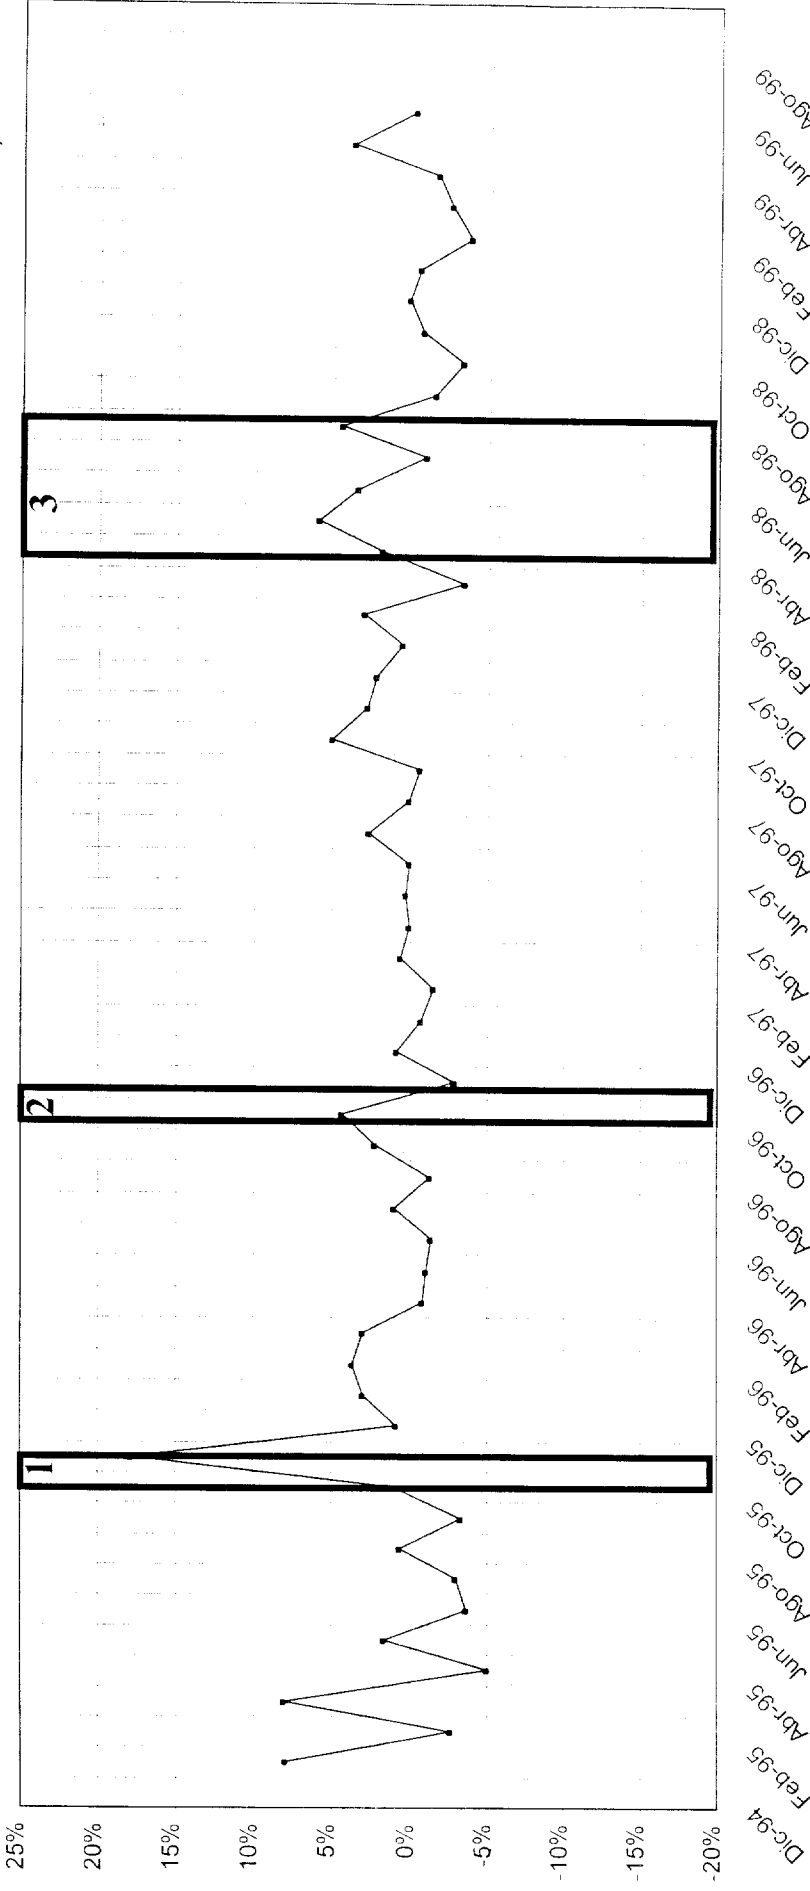 25%
20%
15%
10%
5%
0%
-5%
-10%
-15%
-20%
1
2
3
Dic-94
Feb-95
Abr-95
Jun-95
Ago-95
Oct-95
Dic-95
Feb-96
Abr-96
Jun-96
Ago-96
Oct-96
Dic-96
Feb-97
Abr-97
Jun-97
Ago-97
Oct-97
Dic-97
Feb-98
Abr-98
Jun-98
Ago-98
Oct-98
Dic-98
Feb-99
Abr-99
Jun-99
Ago-99